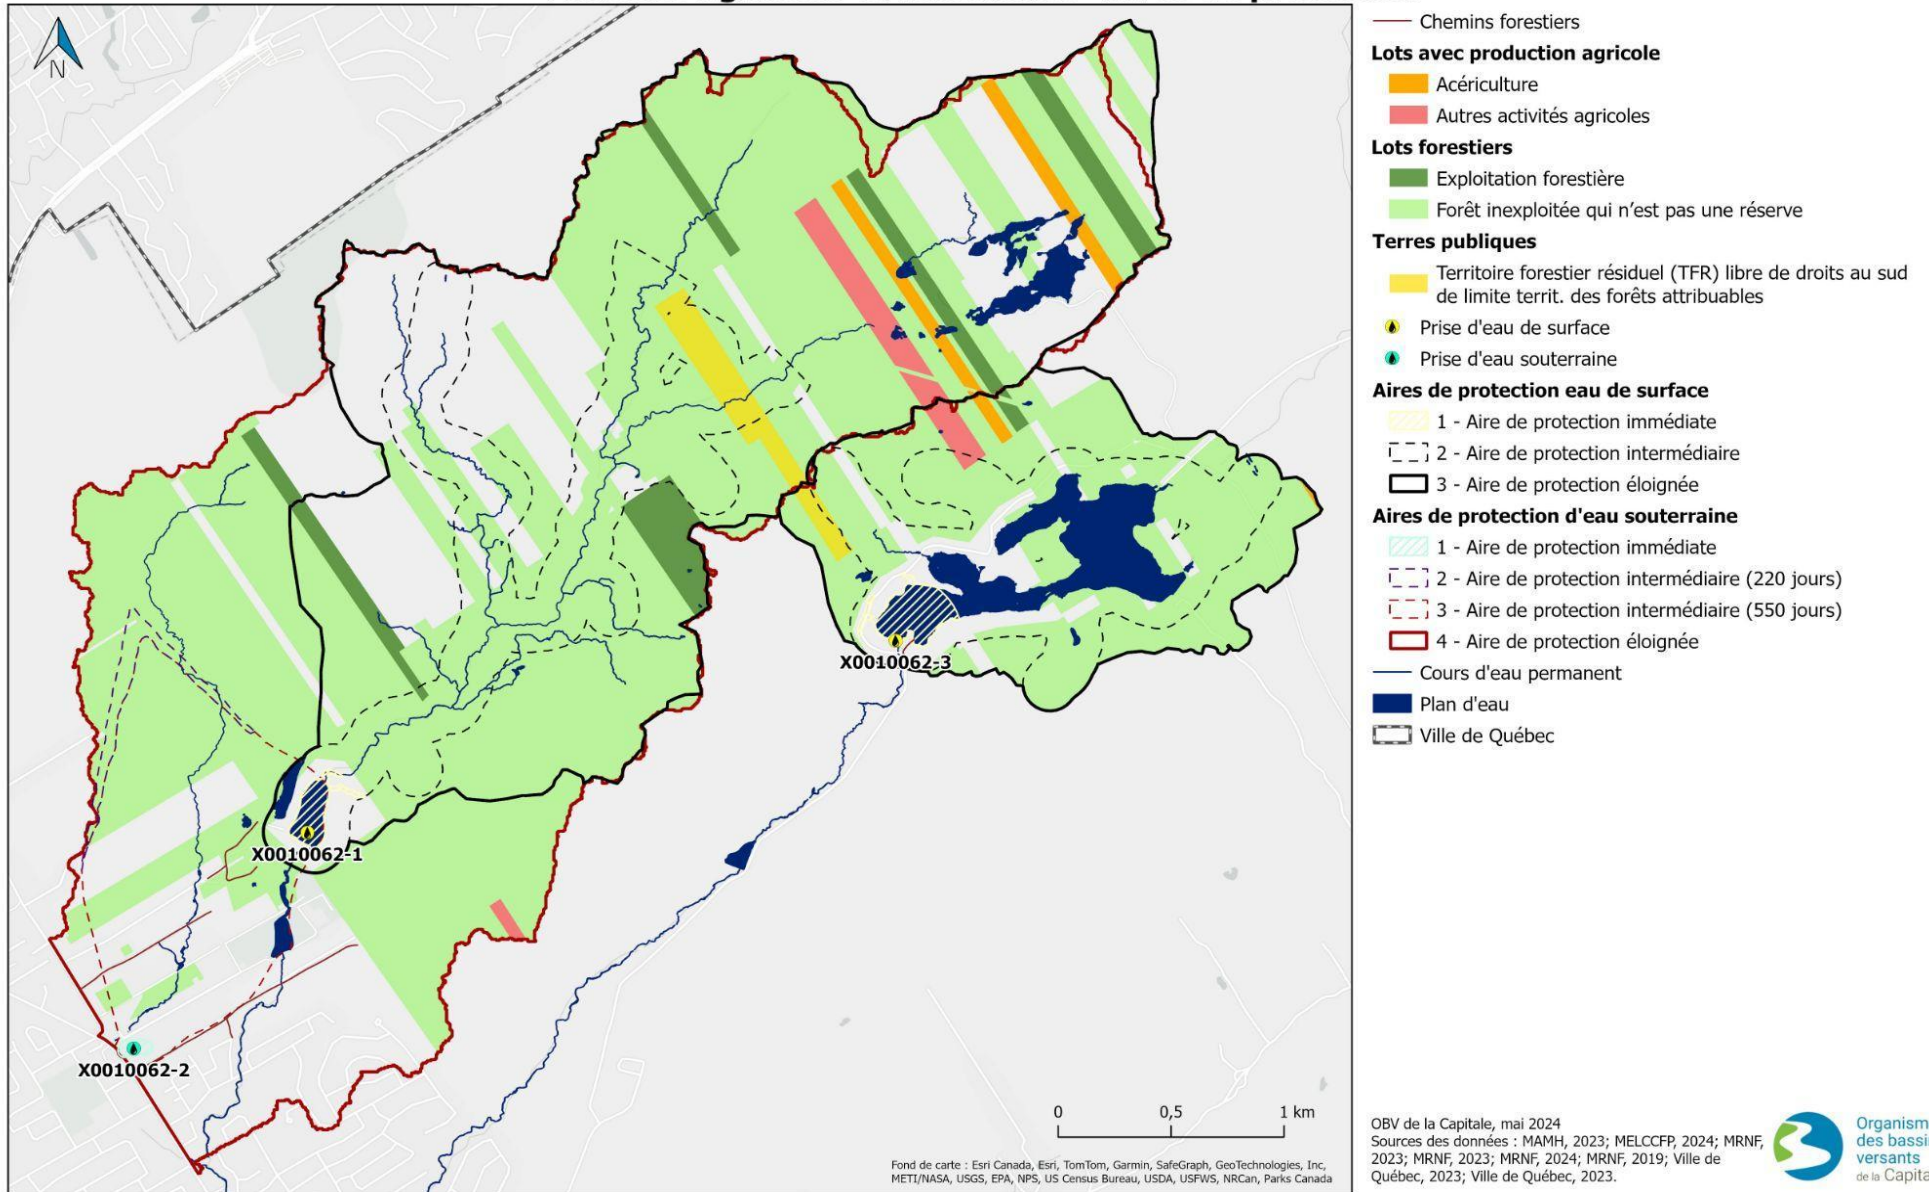 N
X0010062-3
X0010062-1
X0010062-2
0 0,5 1 km
Fond de carte : Esri Canada, Esri, TomTom, Garmin, SafeGraph, GeoTechnologies, Inc,
METI/NASA, USGS, EPA, NPS, US Census Bureau, USDA, USFWS, NRCan, Parks Canada
Chemins forestiers
Lots avec production agricole
Acériculture
Autres activités agricoles
Lots forestiers
Exploitation forestière
Forêt inexploitée qui n'est pas une réserve
Terres publiques
Territoire forestier résiduel (TFR) libre de droits au sud
de limite territ. des forêts attribuables
Prise d'eau de surface
Prise d'eau souterraine
Aires de protection eau de surface
1 - Aire de protection immédiate
2 - Aire de protection intermédiaire
3 - Aire de protection éloignée
Aires de protection d'eau souterraine
1 - Aire de protection immédiate
2 - Aire de protection intermédiaire (220 jours)
3 - Aire de protection intermédiaire (550 jours)
4 - Aire de protection éloignée
Cours d'eau permanent
Plan d'eau
Ville de Québec
OBV de la Capitale, mai 2024
Sources des données : MAMH, 2023; MELCCFP, 2024; MRNF,
2023; MRNF, 2023; MRNF, 2024; MRNF, 2019; Ville de
Québec, 2023; Ville de Québec, 2023.
Organism
des bassi
versants
de la Capita